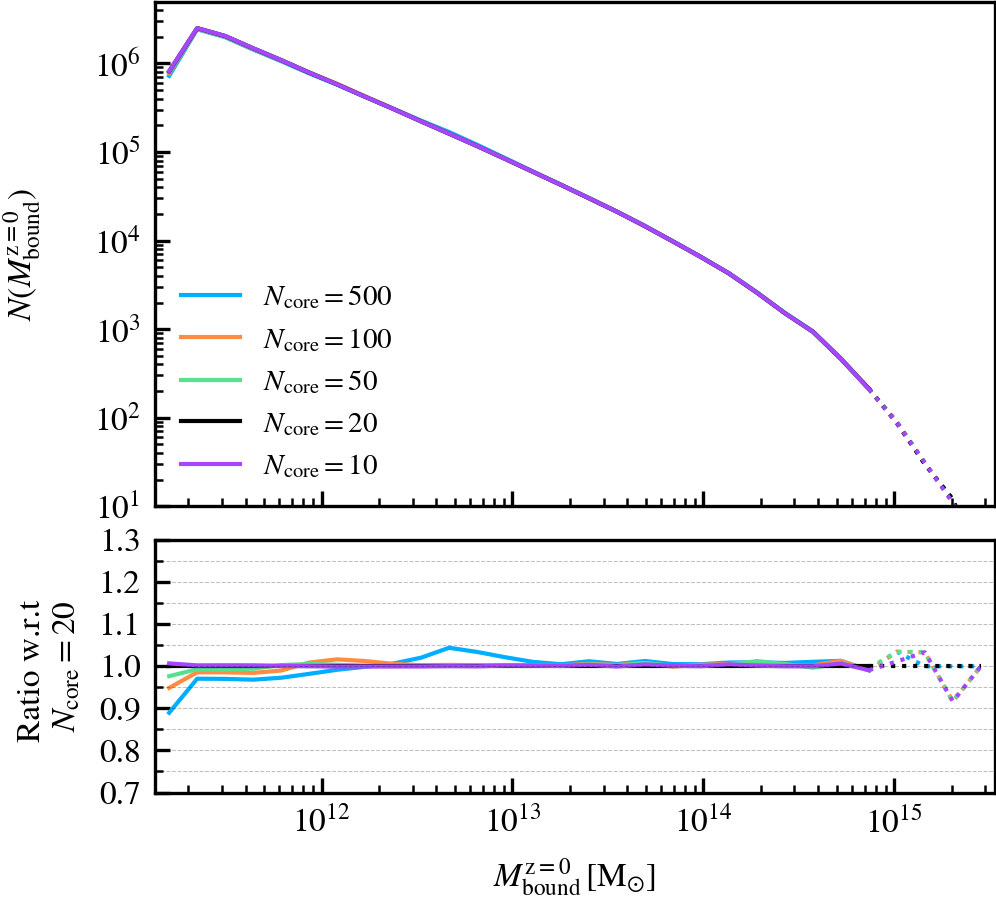 10^6
10^5
10^4
10^3
10^2
10^1
N(M_bound^{z=0})
N_core = 500
N_core = 100
N_core = 50
N_core = 20
N_core = 10
1.3
1.2
1.1
1.0
0.9
0.8
0.7
Ratio w.r.t
N_core = 20
10^12 10^13 10^14 10^15
M_bound^{z=0} [M_⊙]